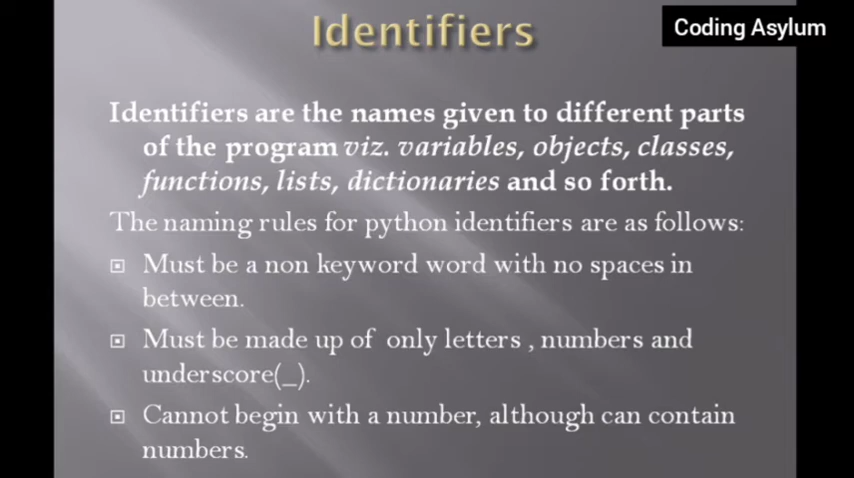 Identifiers
Coding Asylum
Identifiers are the names given to different parts
of the program viz. variables, objects, classes,
functions, lists, dictionaries and so forth.
The naming rules for python identifiers are as follows:
Must be a non keyword word with no spaces in
between.
Must be made up of only letters , numbers and
underscore(_).
Cannot begin with a number, although can contain
numbers.